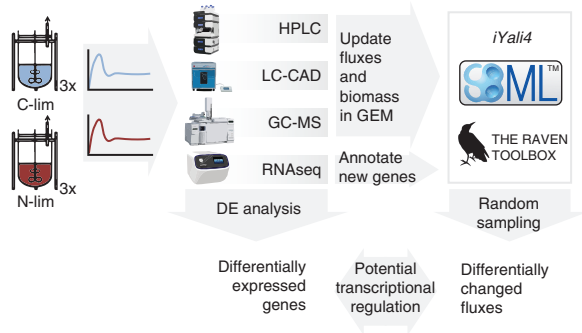 3x
C-lim
3x
N-lim
HPLC
LC-CAD
GC-MS
RNAseq
Update
fluxes
and
biomass
in GEM
Annotate
new genes
iYali4
SBML™
THE RAVEN
TOOLBOX
DE analysis
Random
sampling
Differentially
expressed
genes
Potential
transcriptional
regulation
Differentially
changed
fluxes